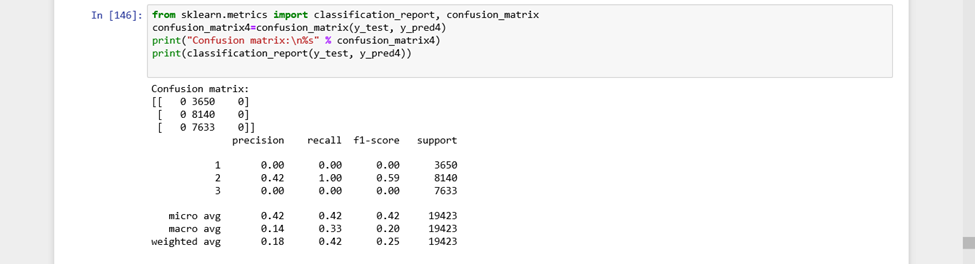 In [146]: from sklearn.metrics import classification_report, confusion_matrix
confusion_matrix4=confusion_matrix(y_test, y_pred4)
print("Confusion matrix:\n%s" % confusion_matrix4)
print(classification_report(y_test, y_pred4))
Confusion matrix:
[[ 0 3650 0]
[ 0 8140 0]
[ 0 7633 0]]
precision recall f1-score support
1 0.00 0.00 0.00 3650
2 0.42 1.00 0.59 8140
3 0.00 0.00 0.00 7633
micro avg 0.42 0.42 0.42 19423
macro avg 0.14 0.33 0.20 19423
weighted avg 0.18 0.42 0.25 19423